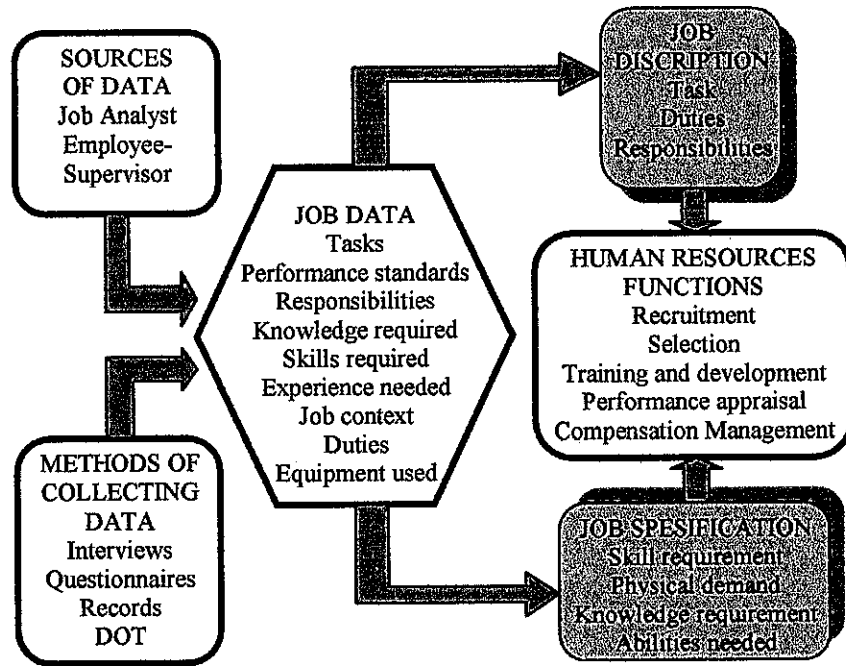 SOURCES
OF DATA
Job Analyst
Employee-
Supervisor
METHODS OF
COLLECTING
DATA
Interviews
Questionnaires
Records
DOT
JOB DATA
Tasks
Performance standards
Responsibilities
Knowledge required
Skills required
Experience needed
Job context
Duties
Equipment used
JOB
DISCRIPTION
Task
Duties
Responsibilities
HUMAN RESOURCES
FUNCTIONS
Recruitment
Selection
Training and development
Performance appraisal
Compensation Management
JOB SPESIFICATION
Skill requirement
Physical demand
Knowledge requirement
Abilities needed